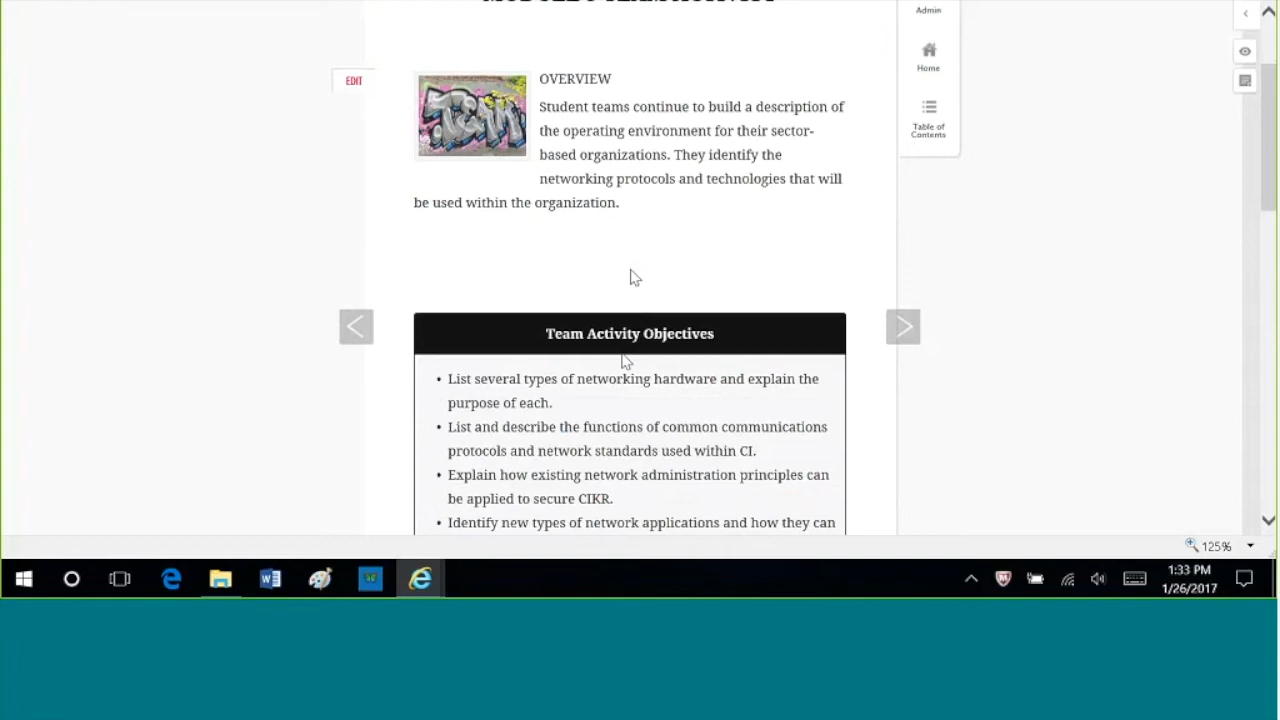 Admin
Home
Table of
Contents
EDIT
OVERVIEW
Student teams continue to build a description of
the operating environment for their sector-
based organizations. They identify the
networking protocols and technologies that will
be used within the organization.
Team Activity Objectives
• List several types of networking hardware and explain the
purpose of each.
• List and describe the functions of common communications
protocols and network standards used within CI.
• Explain how existing network administration principles can
be applied to secure CIKR.
• Identify new types of network applications and how they can
125%
1:33 PM
1/26/2017